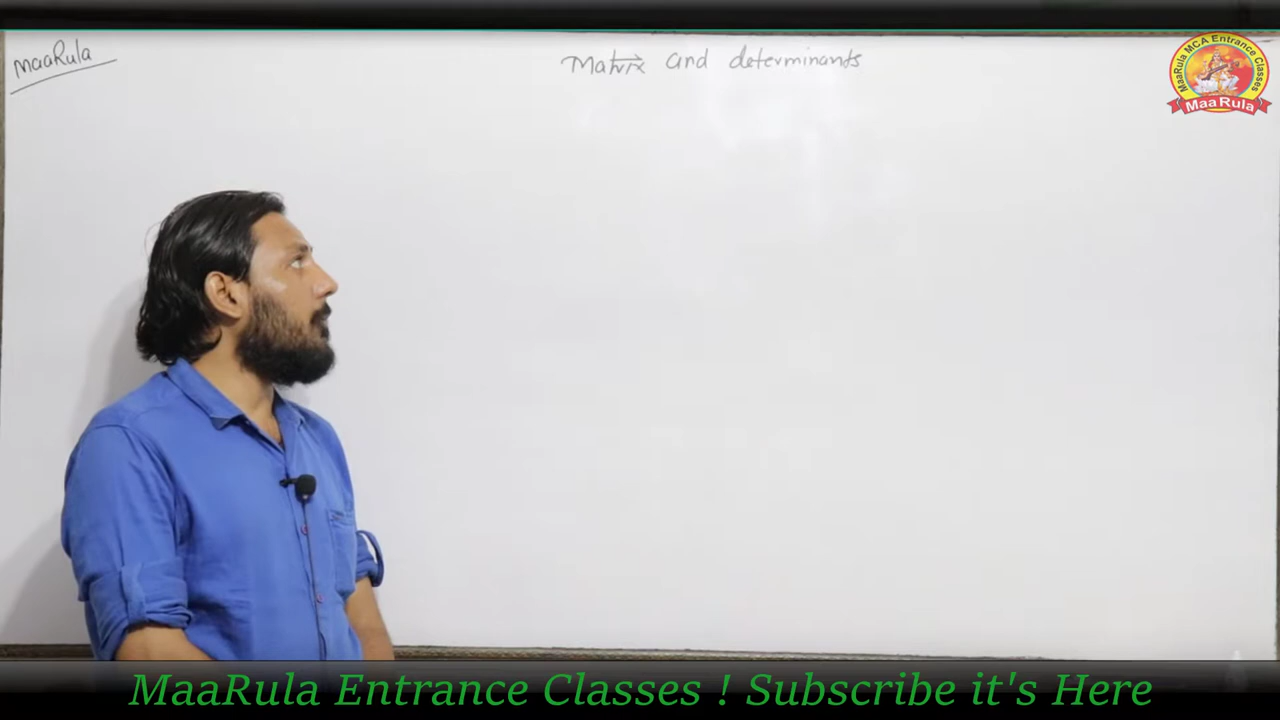 maaRula
Matrix and determinants
MaaRula MCA Entrance Classes
MaaRula
MaaRula Entrance Classes ! Subscribe it's Here